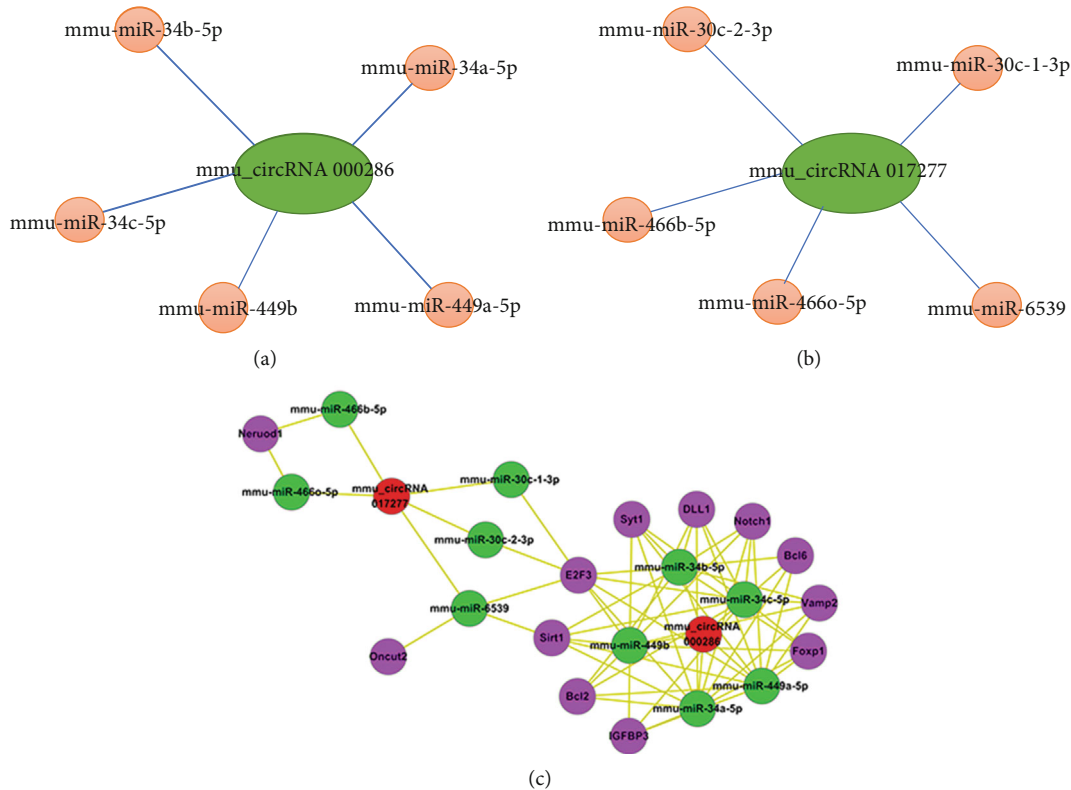 mmu-miR-34b-5p
mmu-miR-34a-5p
mmu_circRNA 000286
mmu-miR-34c-5p
mmu-miR-449b
mmu-miR-449a-5p
(a)
mmu-miR-30c-2-3p
mmu-miR-30c-1-3p
mmu_circRNA 017277
mmu-miR-466b-5p
mmu-miR-466o-5p
mmu-miR-6539
(b)
mmu-miR-466b-5p
Neruod1
mmu-miR-466o-5p
mmu_circRNA
017277
mmu-miR-30c-1-3p
mmu-miR-30c-2-3p
mmu-miR-6539
Oncut2
E2F3
Sirt1
Syt1
DLL1
Notch1
Bcl6
mmu-miR-34b-5p
mmu-miR-34c-5p
Vamp2
mmu_circRNA
000286
mmu-miR-449b
Foxp1
mmu-miR-449a-5p
Bcl2
mmu-miR-34a-5p
IGFBP3
(c)